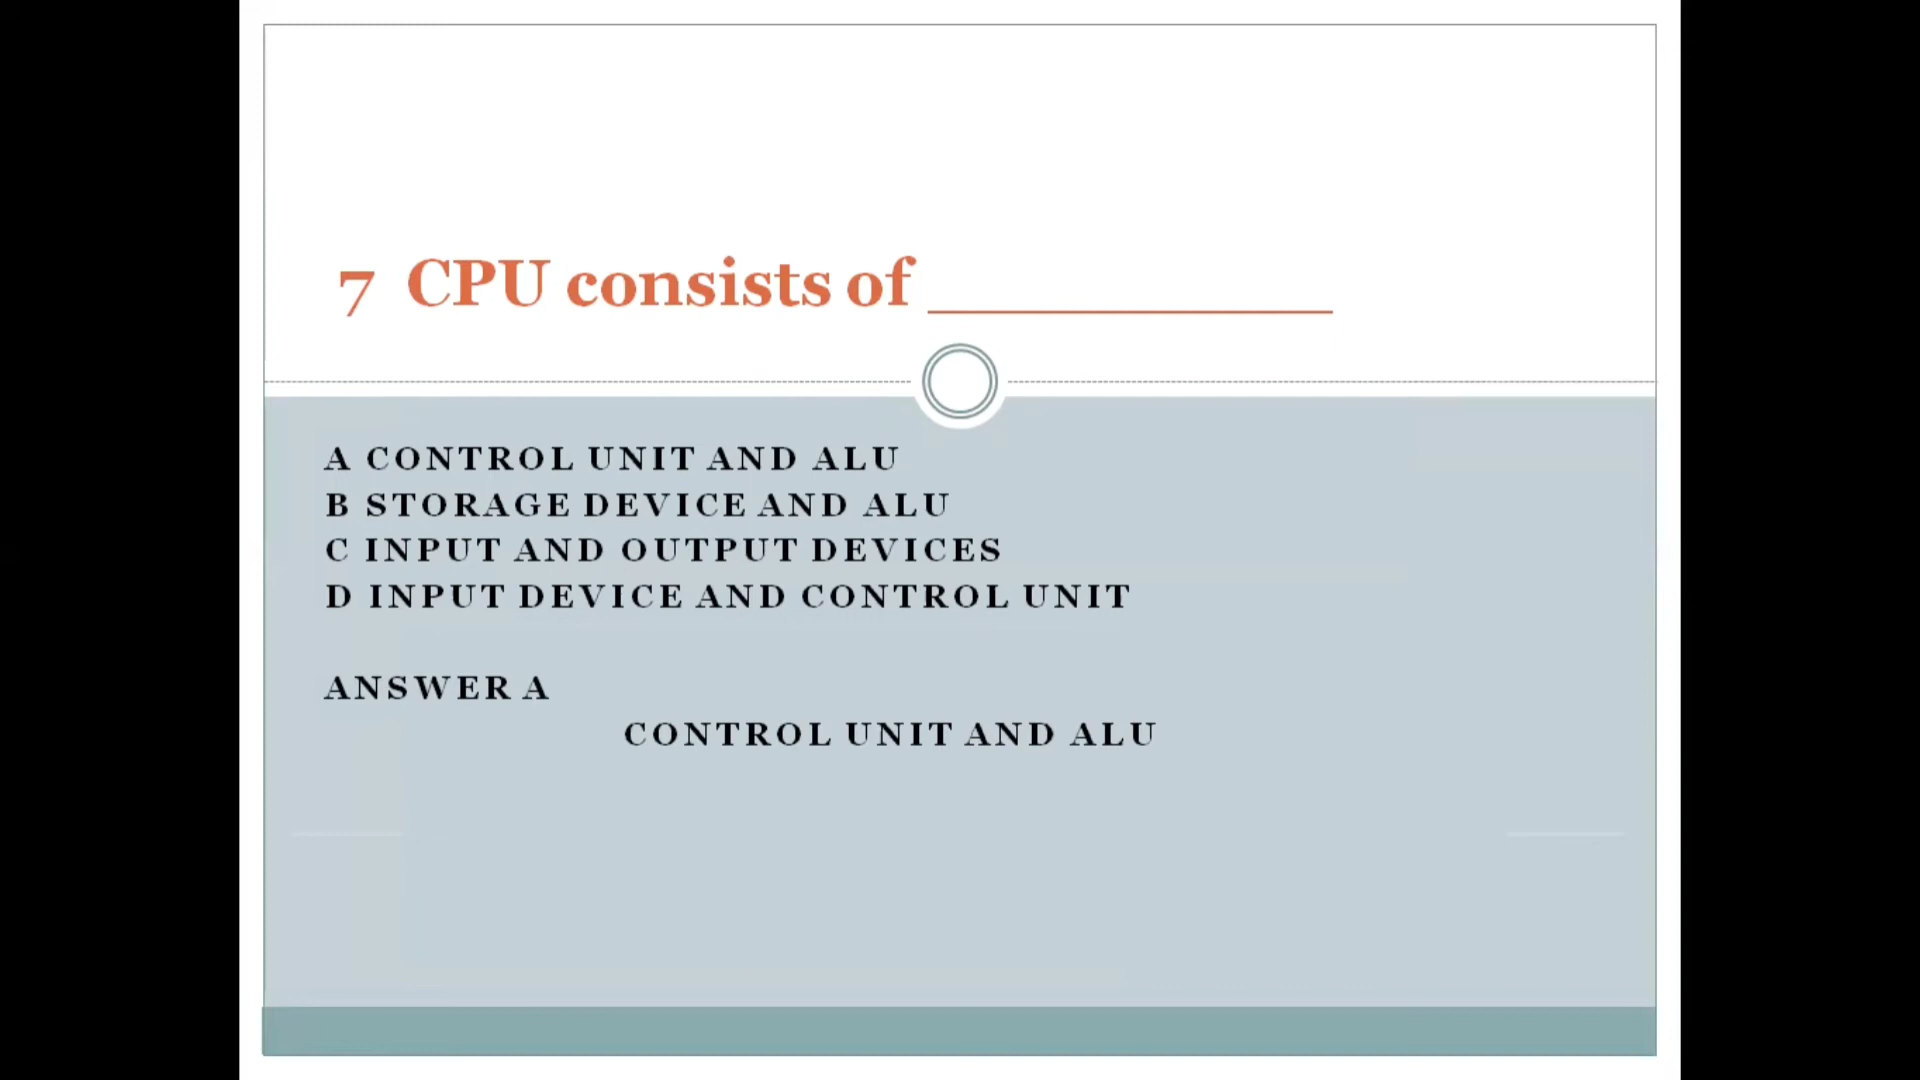 7 CPU consists of ____________
A CONTROL UNIT AND ALU
B STORAGE DEVICE AND ALU
C INPUT AND OUTPUT DEVICES
D INPUT DEVICE AND CONTROL UNIT
ANSWER A
CONTROL UNIT AND ALU